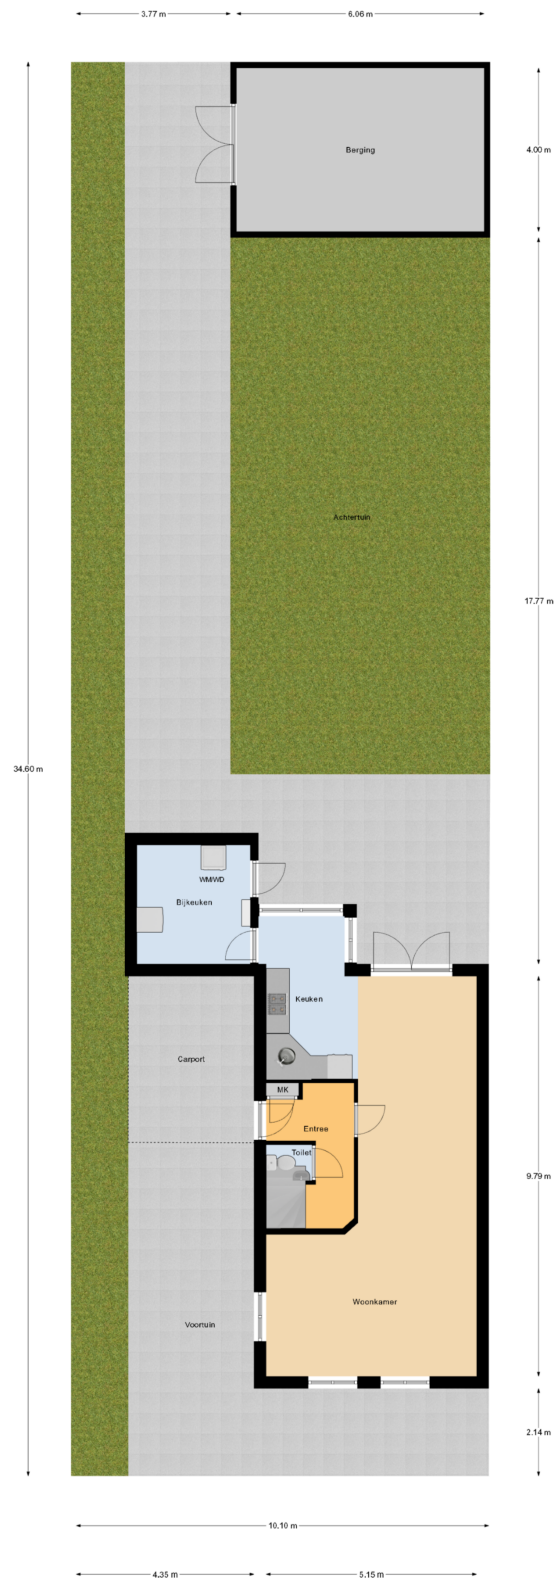 3.77 m 6.06 m
Berging
4.00 m
Achtertuin
17.77 m
34.60 m
WM/WD
Bijkeuken
Keuken
Carport
MK
Entree
Toilet
9.79 m
Woonkamer
Voortuin
2.14 m
10.10 m
4.35 m 5.15 m